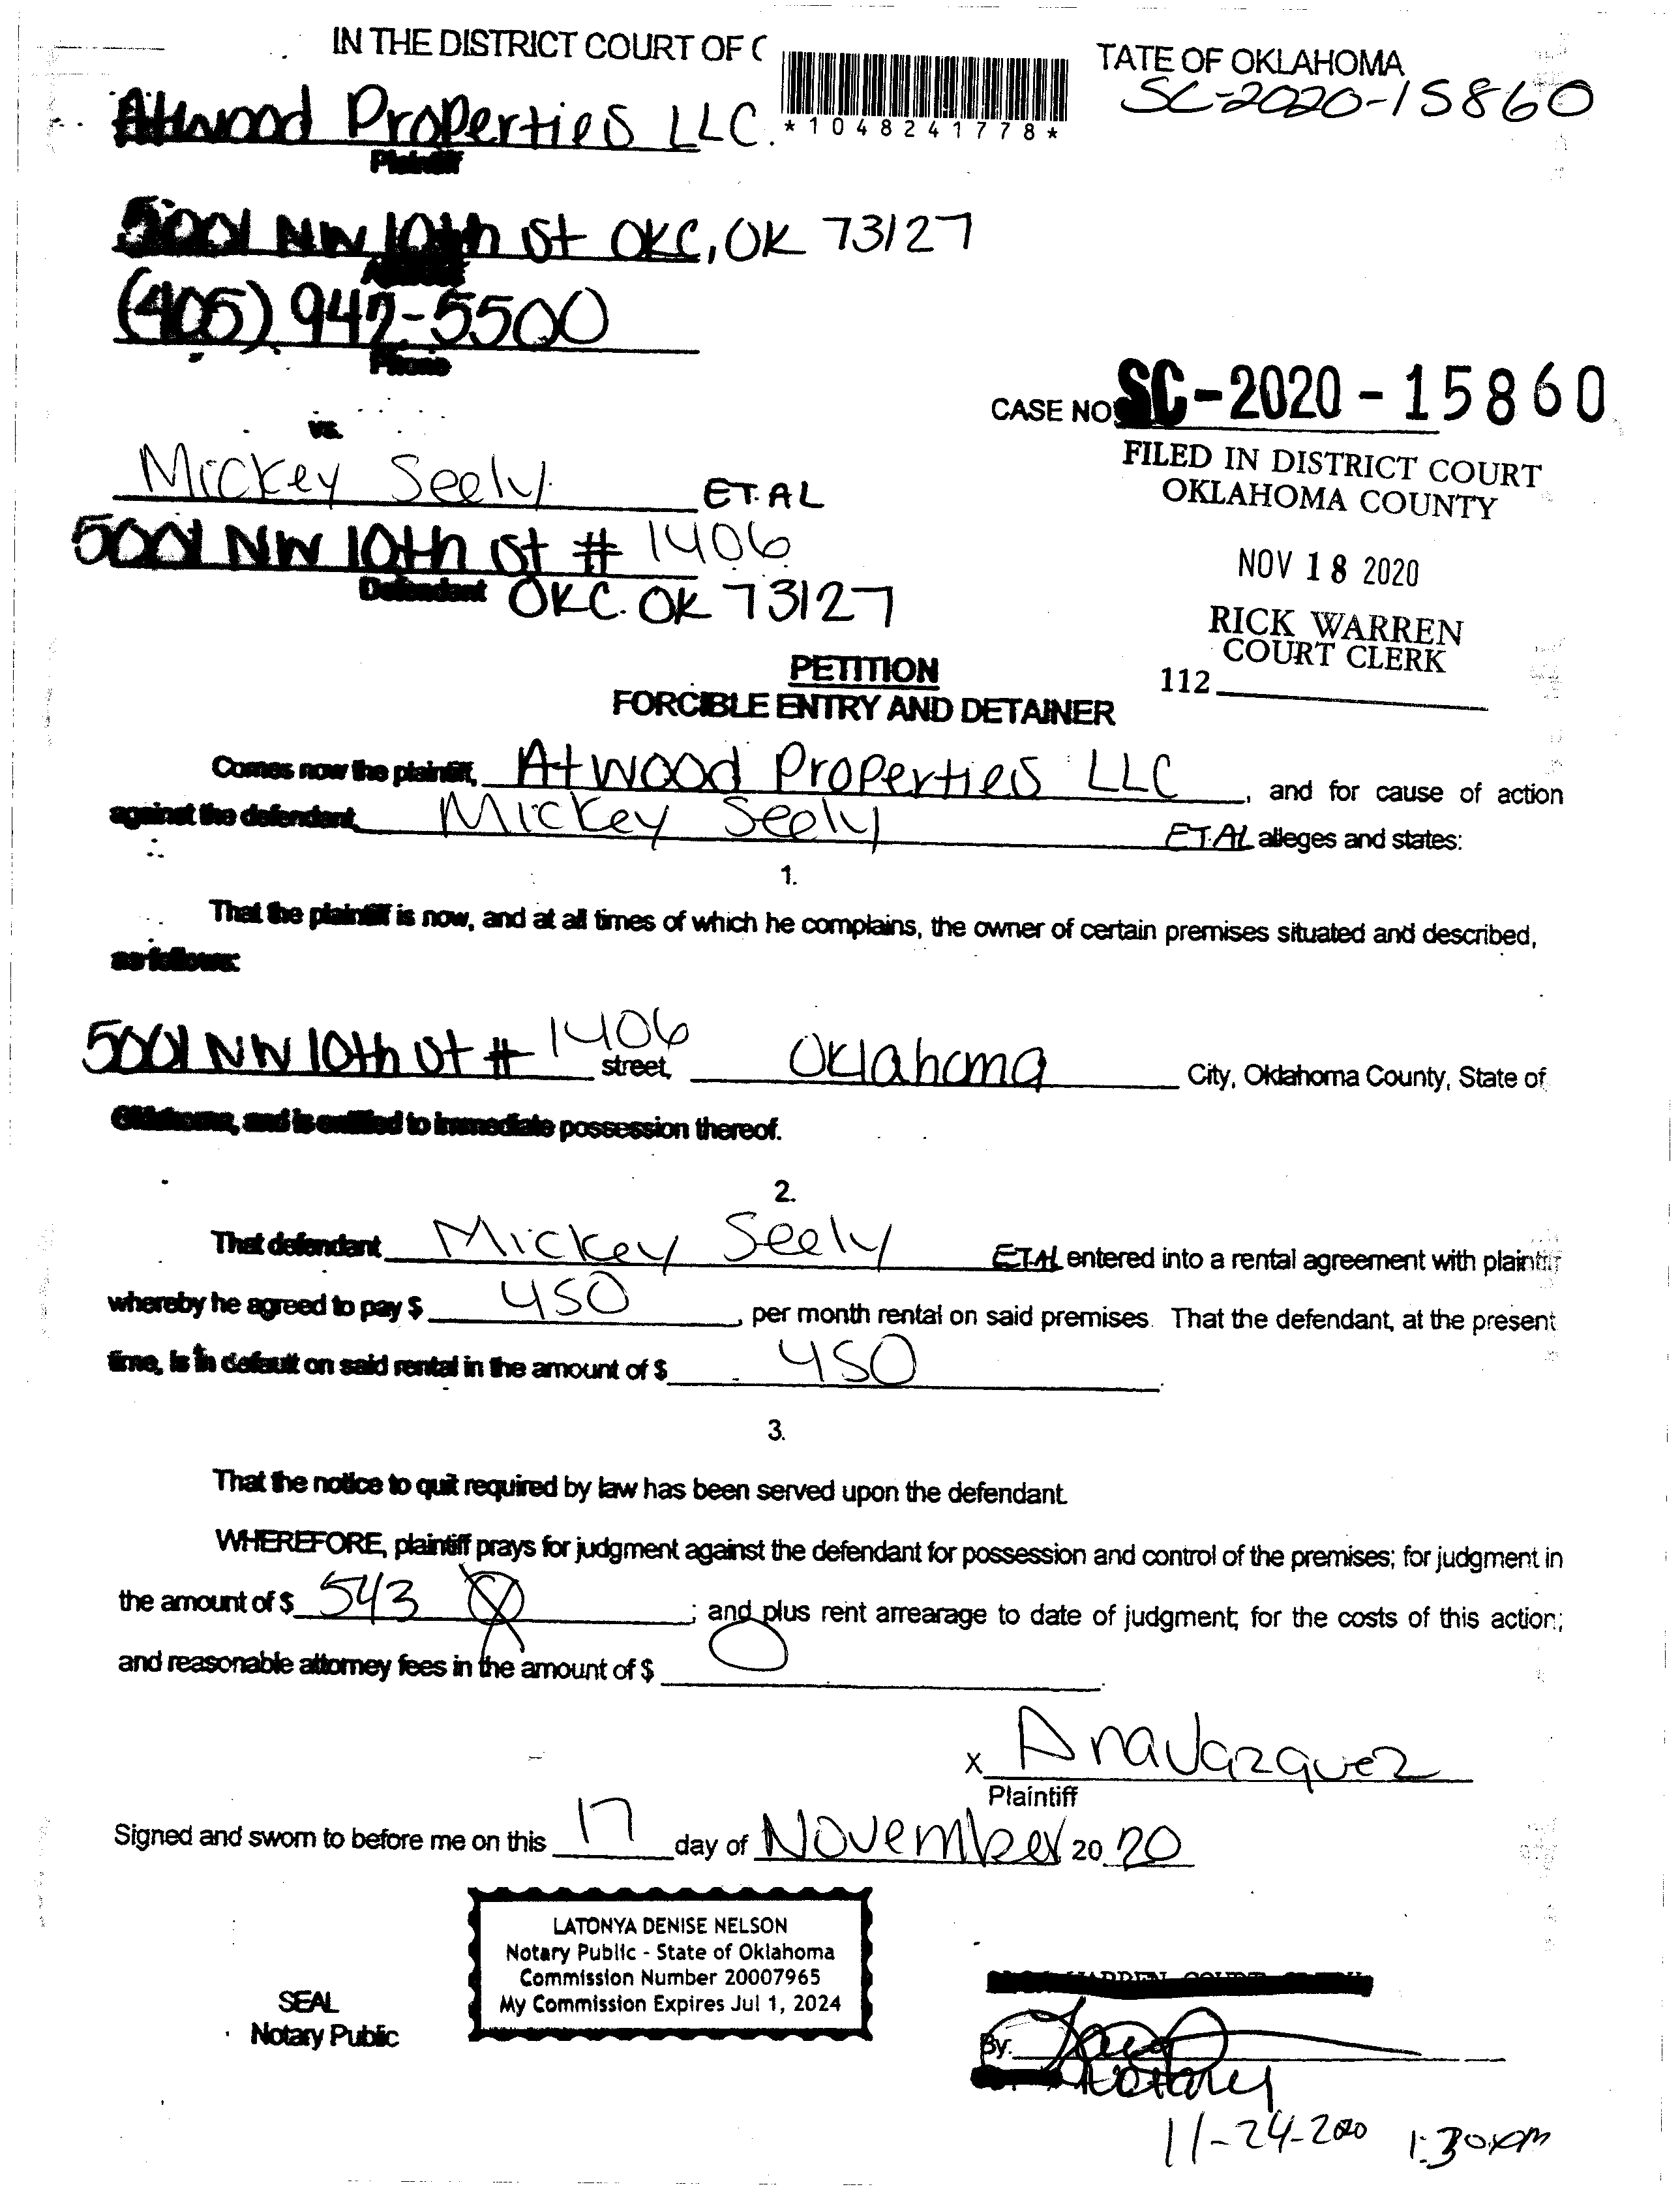 IN THE DISTRICT COURT OF
TATE OF OKLAHOMA
SC-2020-15860
*1048241778*
Atwood Properties LLC.
Plaintiff
5001 NW 10th St OKC, OK 73127
Address
(405) 942-5500
Phone
vs.
CASE NO SC-2020-15860
FILED IN DISTRICT COURT
OKLAHOMA COUNTY
NOV 18 2020
RICK WARREN
COURT CLERK
112
Mickey Seely ET. AL
5001 NW 10th St # 1406
Defendant OKC. OK 73127
PETITION
FORCIBLE ENTRY AND DETAINER
Comes now the plaintiff, Atwood Properties LLC, and for cause of action
against the defendant, Mickey Seely ET. AL alleges and states:
1.
That the plaintiff is now, and at all times of which he complains, the owner of certain premises situated and described,
as follows:
5001 NW 10th St # 1406 street, Oklahoma City, Oklahoma County, State of
Oklahoma, and is entitled to immediate possession thereof.
2.
That defendant Mickey Seely ET. AL entered into a rental agreement with plaintiff
whereby he agreed to pay $ 450, per month rental on said premises. That the defendant, at the present
time, is in default on said rental in the amount of $ 450.
3.
That the notice to quit required by law has been served upon the defendant.
WHEREFORE, plaintiff prays for judgment against the defendant for possession and control of the premises; for judgment in
the amount of $ 543; and plus rent arrearage to date of judgment; for the costs of this action;
and reasonable attorney fees in the amount of $
x Ana Vazquez
Plaintiff
Signed and sworn to before me on this 17 day of November 20 20
LATONYA DENISE NELSON
Notary Public - State of Oklahoma
Commission Number 20007965
My Commission Expires Jul 1, 2024
SEAL
Notary Public
WARREN COURT CLERK
By:
Notary
11-24-2020 1:30pm